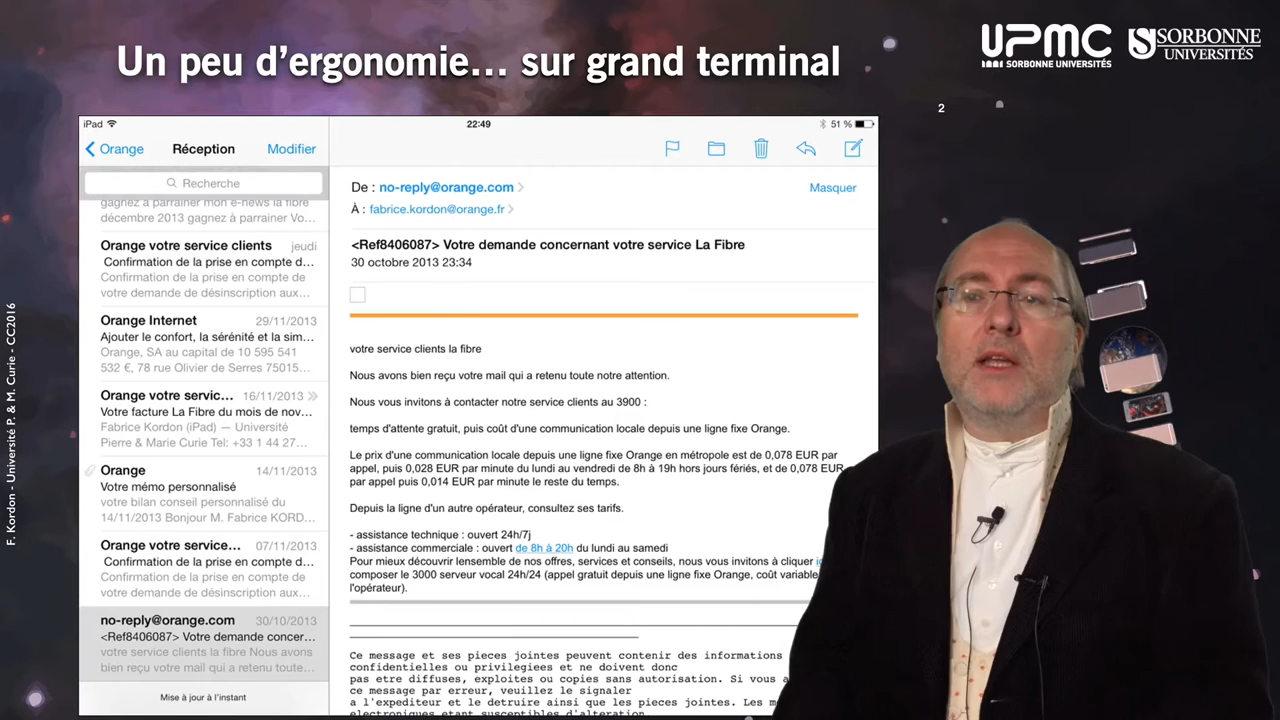 Un peu d'ergonomie... sur grand terminal
UPMC
SORBONNE UNIVERSITÉS
SORBONNE
UNIVERSITÉS
2
F. Kordon - Université P. & M. Curie - CC2016
iPad
22:49
51 %
Orange
Réception
Modifier
Recherche
gagnez à parrainer mon e-news la fibre
décembre 2013 gagnez à parrainer Vo...
Orange votre service clients jeudi
Confirmation de la prise en compte d...
Confirmation de la prise en compte de
votre demande de désinscription aux...
Orange Internet 29/11/2013
Ajouter le confort, la sérénité et la sim...
Orange, SA au capital de 10 595 541
532 €, 78 rue Olivier de Serres 75015...
Orange votre servic... 16/11/2013
Votre facture La Fibre du mois de nov...
Fabrice Kordon (iPad) — Université
Pierre & Marie Curie Tel: +33 1 44 27...
Orange 14/11/2013
Votre mémo personnalisé
votre bilan conseil personnalisé du
14/11/2013 Bonjour M. Fabrice KORD...
Orange votre service... 07/11/2013
Confirmation de la prise en compte d...
Confirmation de la prise en compte de
votre demande de désinscription aux...
no-reply@orange.com 30/10/2013
<Ref8406087> Votre demande concer...
votre service clients la fibre Nous avons
bien reçu votre mail qui a retenu toute...
Mise à jour à l'instant
De : no-reply@orange.com
Masquer
À : fabrice.kordon@orange.fr
<Ref8406087> Votre demande concernant votre service La Fibre
30 octobre 2013 23:34
votre service clients la fibre
Nous avons bien reçu votre mail qui a retenu toute notre attention.
Nous vous invitons à contacter notre service clients au 3900 :
temps d'attente gratuit, puis coût d'une communication locale depuis une ligne fixe Orange.
Le prix d'une communication locale depuis une ligne fixe Orange en métropole est de 0,078 EUR par
appel, puis 0,028 EUR par minute du lundi au vendredi de 8h à 19h hors jours fériés, et de 0,078 EUR
par appel puis 0,014 EUR par minute le reste du temps.
Depuis la ligne d'un autre opérateur, consultez ses tarifs.
- assistance technique : ouvert 24h/7j
- assistance commerciale : ouvert de 8h à 20h du lundi au samedi
Pour mieux découvrir lensemble de nos offres, services et conseils, nous vous invitons à cliquer
composer le 3000 serveur vocal 24h/24 (appel gratuit depuis une ligne fixe Orange, coût variable
l'opérateur).
Ce message et ses pieces jointes peuvent contenir des informations
confidentielles ou privilegiees et ne doivent donc
pas etre diffuses, exploites ou copies sans autorisation. Si vous a
ce message par erreur, veuillez le signaler
a l'expediteur et le detruire ainsi que les pieces jointes. Les me
electroniques etant susceptibles d'alteration,